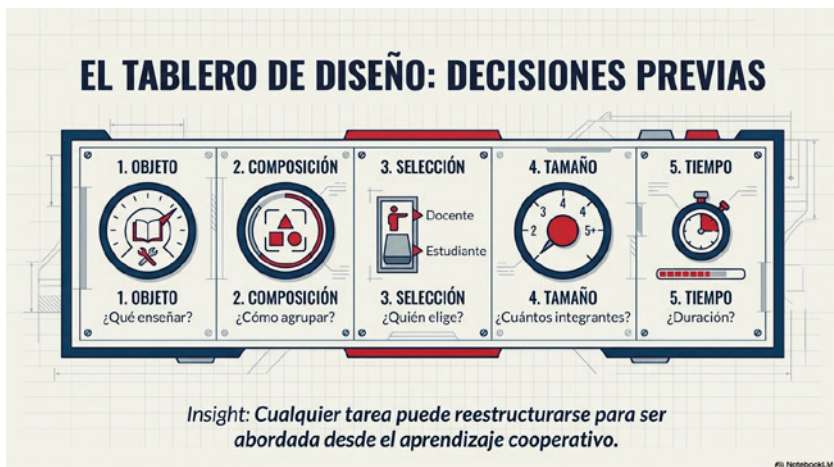 EL TABLERO DE DISEÑO: DECISIONES PREVIAS
1. OBJETO
1. OBJETO
¿Qué enseñar?
2. COMPOSICIÓN
2. COMPOSICIÓN
¿Cómo agrupar?
3. SELECCIÓN
Docente
Estudiante
3. SELECCIÓN
¿Quién elige?
4. TAMAÑO
2
3
4
4
5+
4. TAMAÑO
¿Cuántos integrantes?
5. TIEMPO
5. TIEMPO
¿Duración?
Insight: Cualquier tarea puede reestructurarse para ser
abordada desde el aprendizaje cooperativo.
NotebookLM